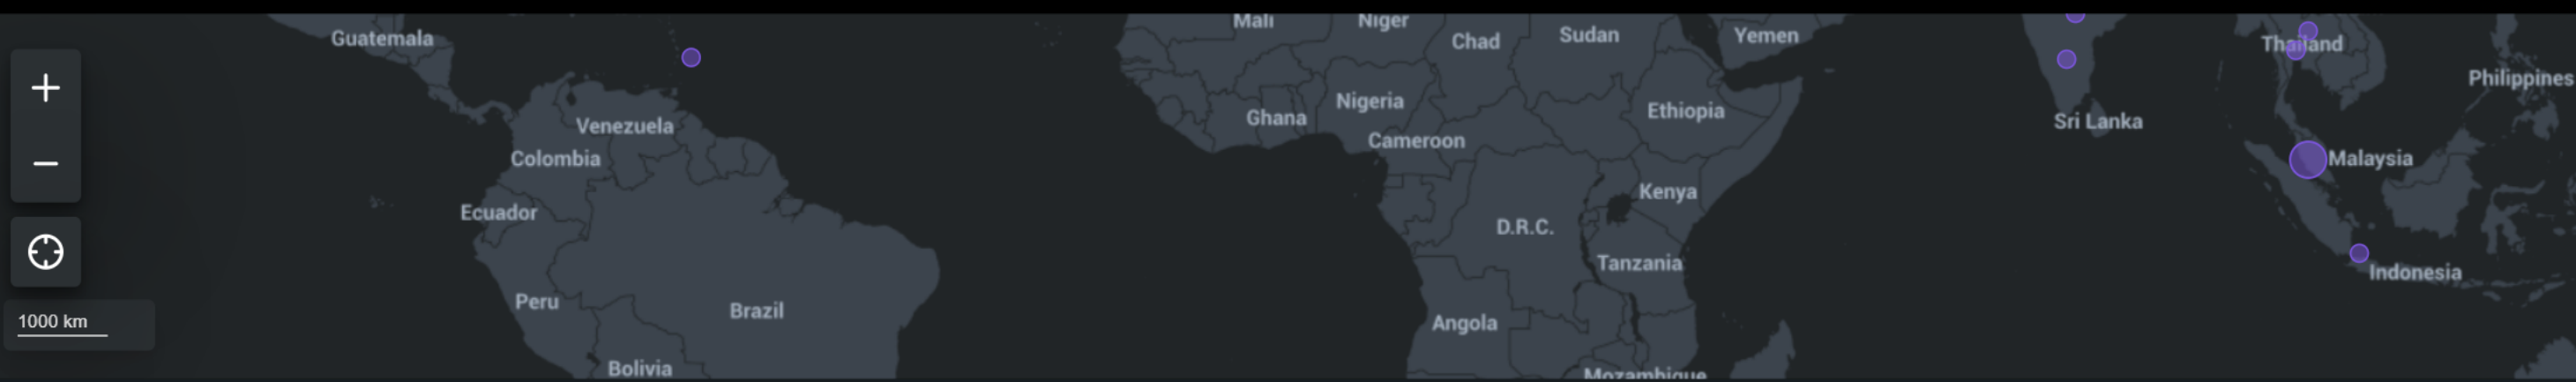 Mali
Niger
Sudan
Yemen
Guatemala
Chad
Thailand
Philippines
Nigeria
Ethiopia
Ghana
Sri Lanka
Venezuela
Cameroon
Colombia
Malaysia
Kenya
Ecuador
D.R.C.
Tanzania
Indonesia
Peru
Brazil
1000 km
Angola
Bolivia
Mozambique